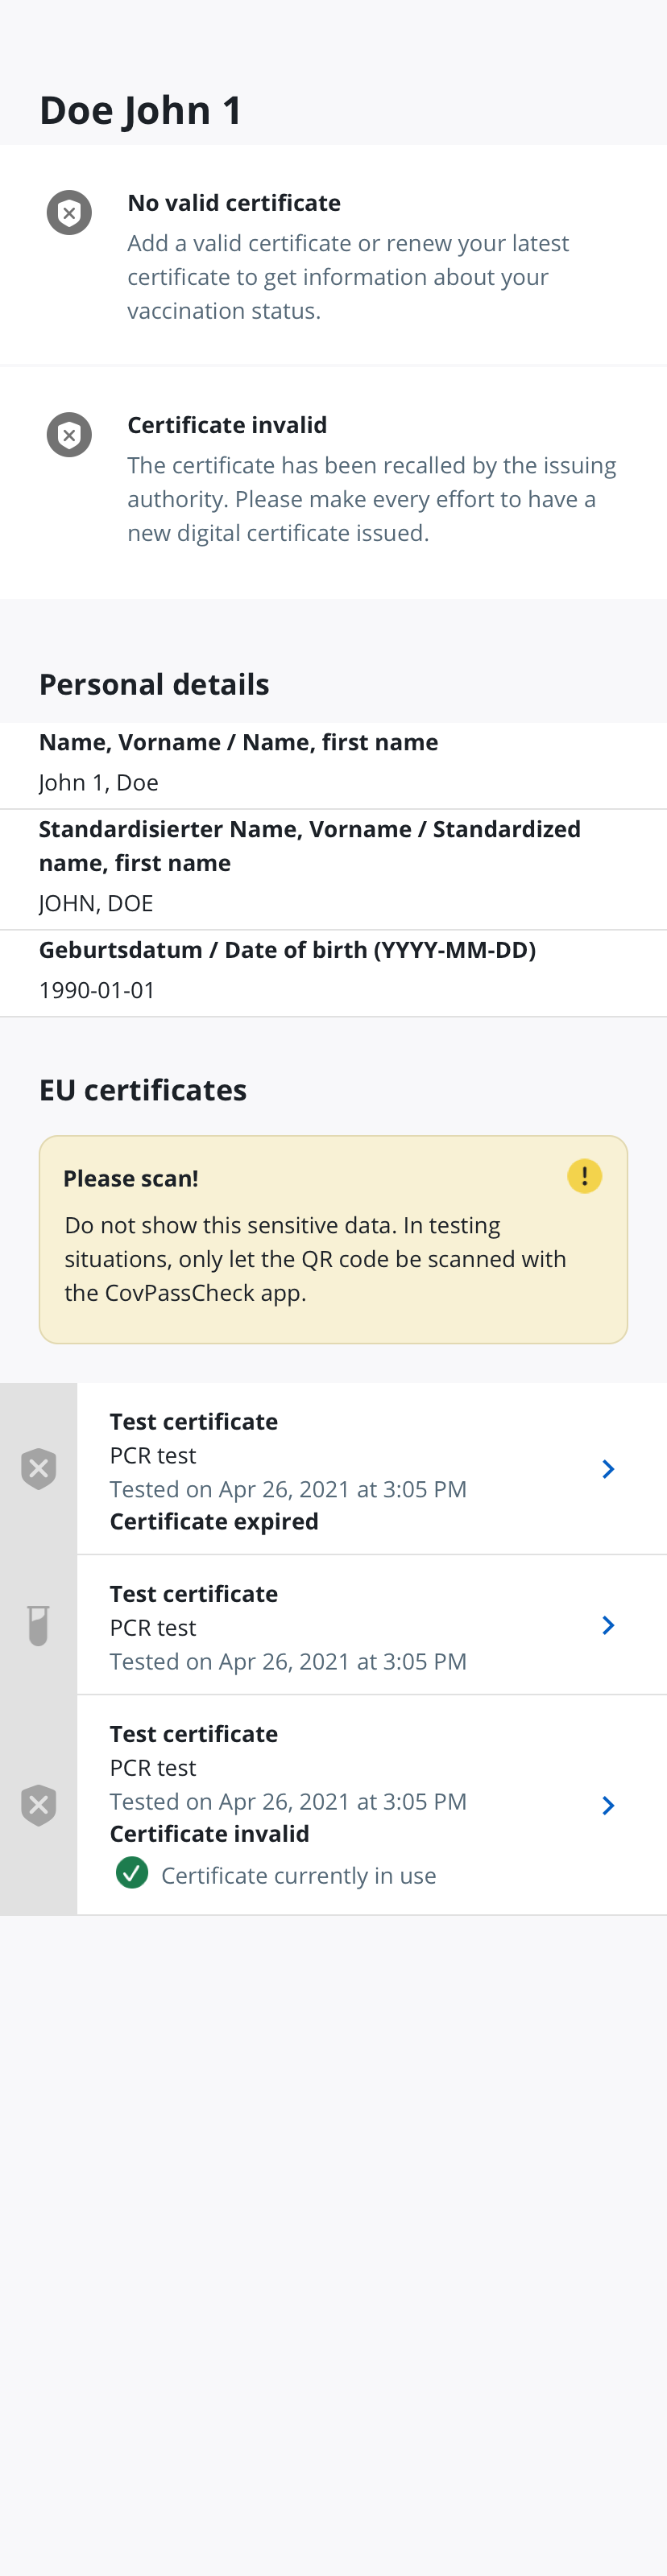 Doe John 1
No valid certificate
Add a valid certificate or renew your latest
certificate to get information about your
vaccination status.
Certificate invalid
The certificate has been recalled by the issuing
authority. Please make every effort to have a
new digital certificate issued.
Personal details
Name, Vorname / Name, first name
John 1, Doe
Standardisierter Name, Vorname / Standardized
name, first name
JOHN, DOE
Geburtsdatum / Date of birth (YYYY-MM-DD)
1990-01-01
EU certificates
Please scan!
Do not show this sensitive data. In testing
situations, only let the QR code be scanned with
the CovPassCheck app.
Test certificate
PCR test
Tested on Apr 26, 2021 at 3:05 PM
Certificate expired
Test certificate
PCR test
Tested on Apr 26, 2021 at 3:05 PM
Test certificate
PCR test
Tested on Apr 26, 2021 at 3:05 PM
Certificate invalid
Certificate currently in use